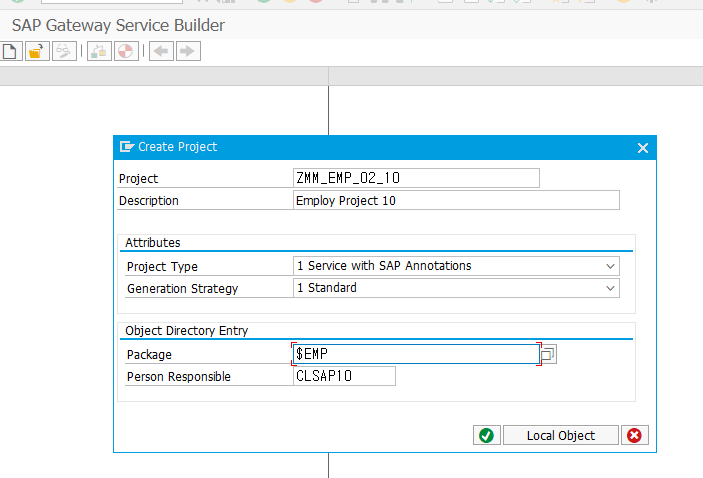 SAP Gateway Service Builder
Create Project
Project ZMM_EMP_02_10
Description Employ Project 10
Attributes
Project Type 1 Service with SAP Annotations
Generation Strategy 1 Standard
Object Directory Entry
Package $EMP
Person Responsible CLSAP10
Local Object